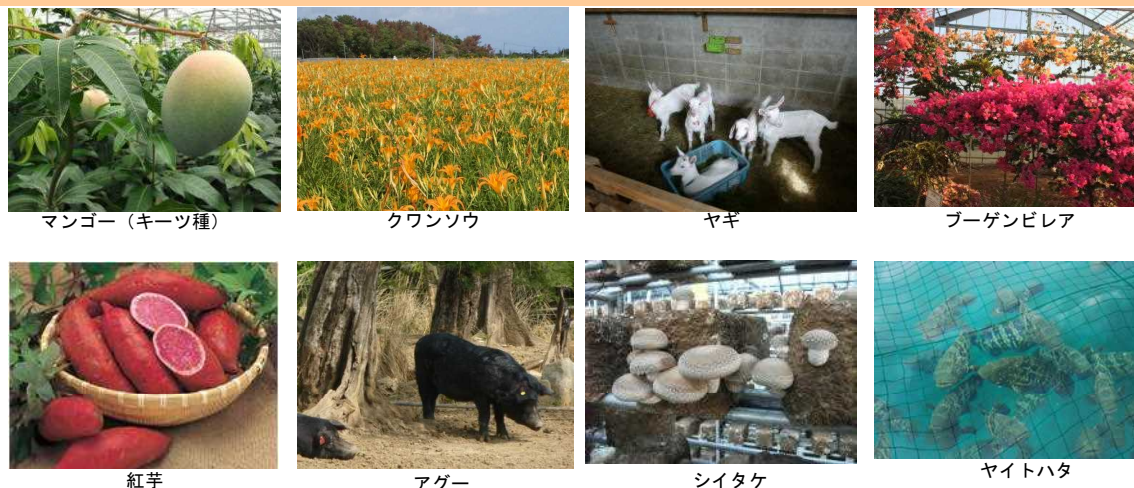 マンゴー（キーツ種）
クワンソウ
ヤギ
ブーゲンビレア
紅芋
アグー
シイタケ
ヤイトハタ